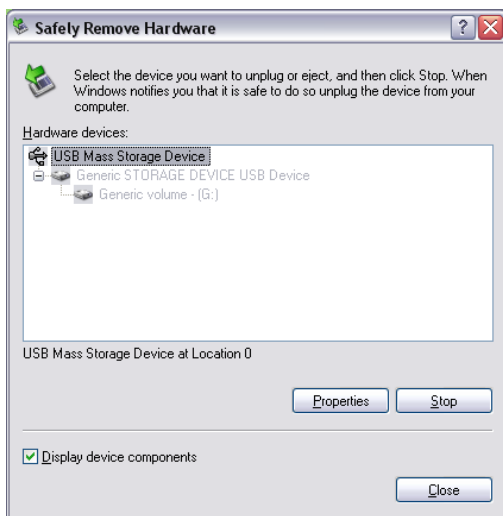 Safely Remove Hardware
Select the device you want to unplug or eject, and then click Stop. When
Windows notifies you that it is safe to do so unplug the device from your
computer.
Hardware devices:
USB Mass Storage Device
Generic STORAGE DEVICE USB Device
Generic volume - (G:)
USB Mass Storage Device at Location 0
Properties Stop
Display device components
Close